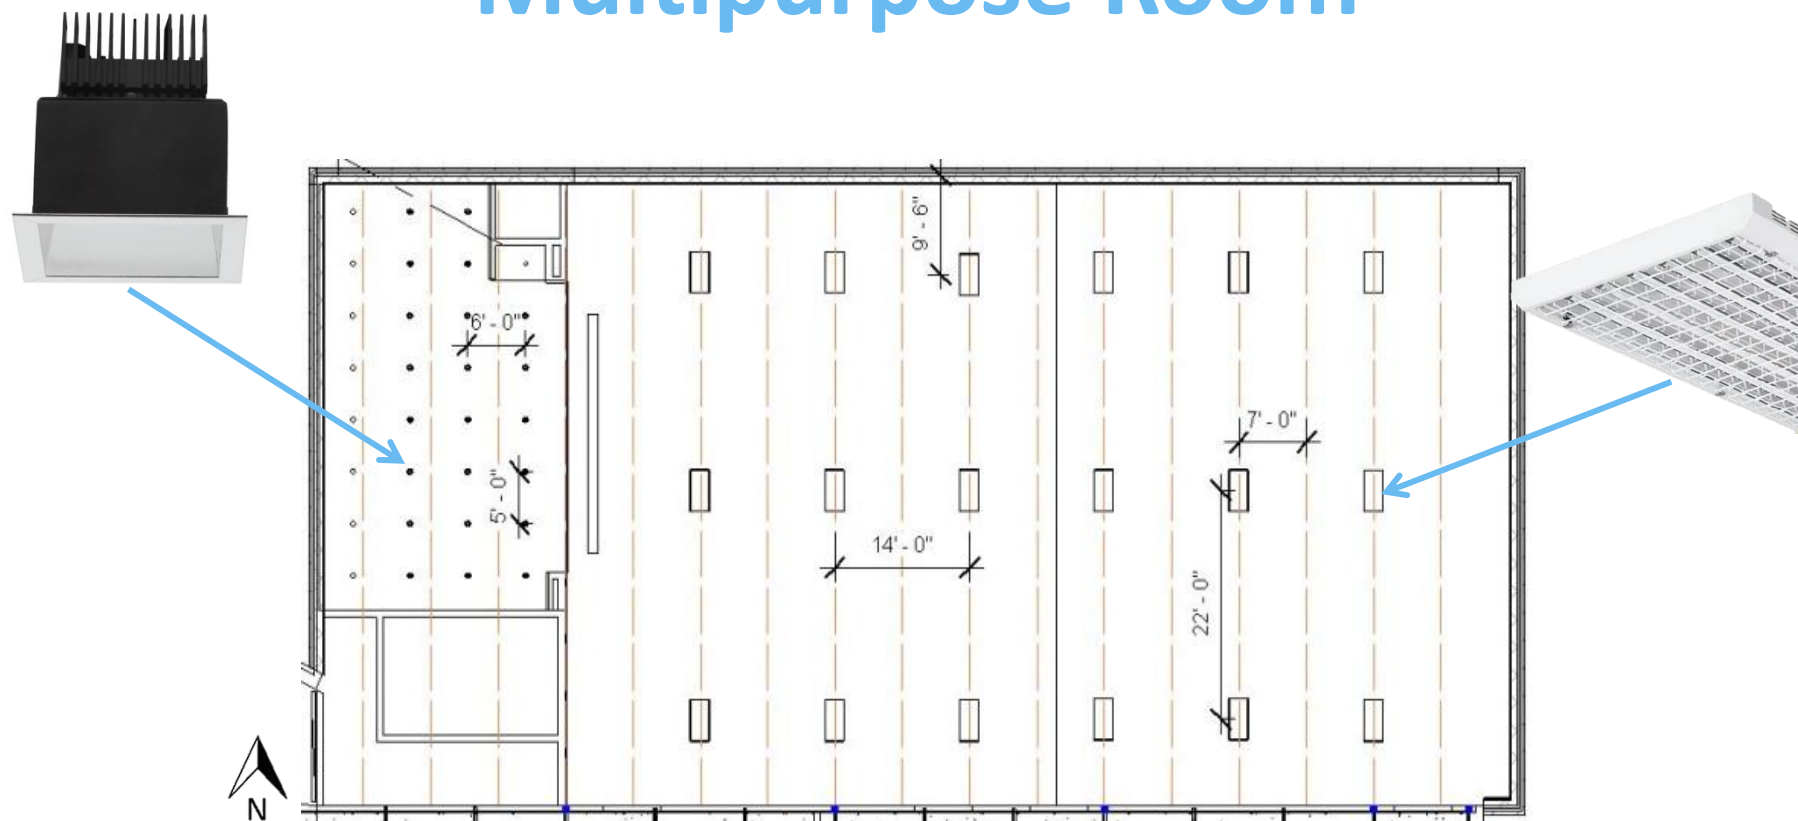 Multipurpose Room
9' - 6"
6' - 0"
7' - 0"
5' - 0"
14' - 0"
22' - 0"
N